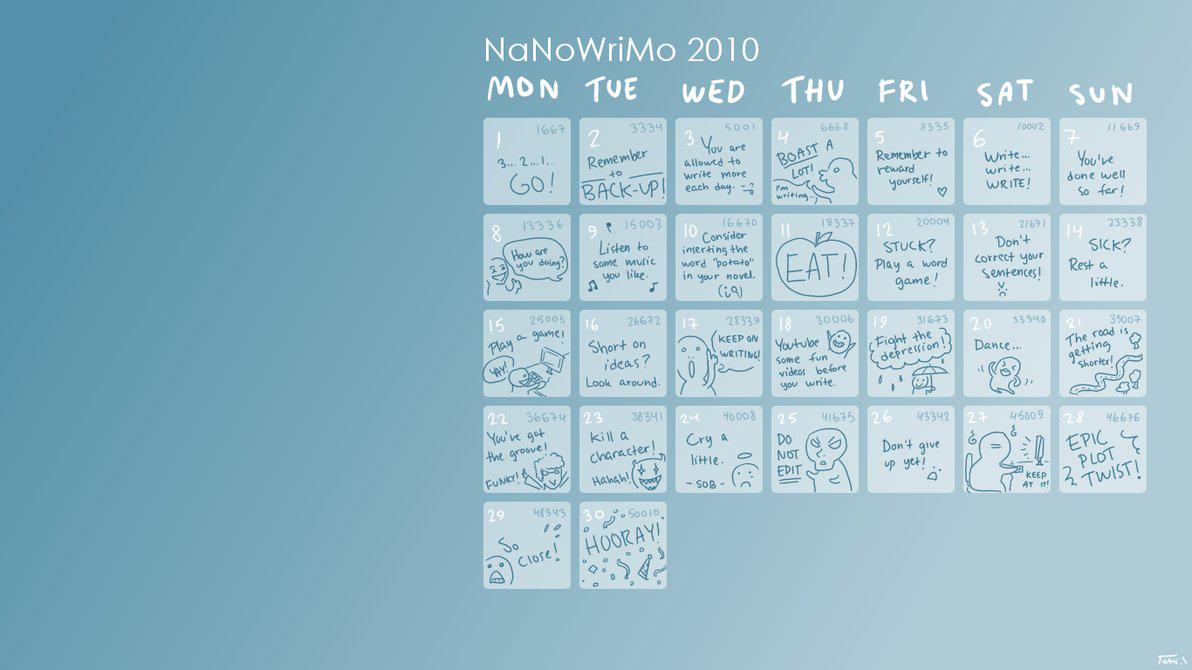 NaNoWriMo 2010
MON TUE WED THU FRI SAT SUN
1 1667
3...2...1...
GO!
2 3334
Remember
to
BACK-UP!
3 5001
You are
allowed to
write more
each day.
4 6668
BOAST A
LOT!
I'm
writing...
5 8335
Remember to
reward
yourself!
6 10002
Write...
write...
WRITE!
7 11669
You've
done well
so far!
8 13336
How are
you doing?
9 15003
Listen to
some music
you like.
10 16670
Consider
inserting the
word "potato"
in your novel.
11 18337
EAT!
12 20004
STUCK?
Play a word
game!
13 21671
Don't
correct your
sentences!
14 23338
SICK?
Rest a
little.
15 25005
Play a game!
YAY!
16 26672
Short on
ideas?
Look around.
17 28339
KEEP ON
WRITING!
18 30006
Youtube
some fun
videos before
you write.
19 31673
Fight the
depression!
20 33340
Dance...
21 35007
The road is
getting
shorter!
22 36674
You've got
the groove!
FUNKY!
23 38341
Kill a
character!
Hahah!
24 40008
Cry a
little.
- SOB -
25 41675
DO
NOT
EDIT
26 43342
Don't give
up yet!
27 45009
KEEP
AT IT!
28 46676
EPIC
PLOT
TWIST!
29 48343
So
close!
30 50010
HOORAY!